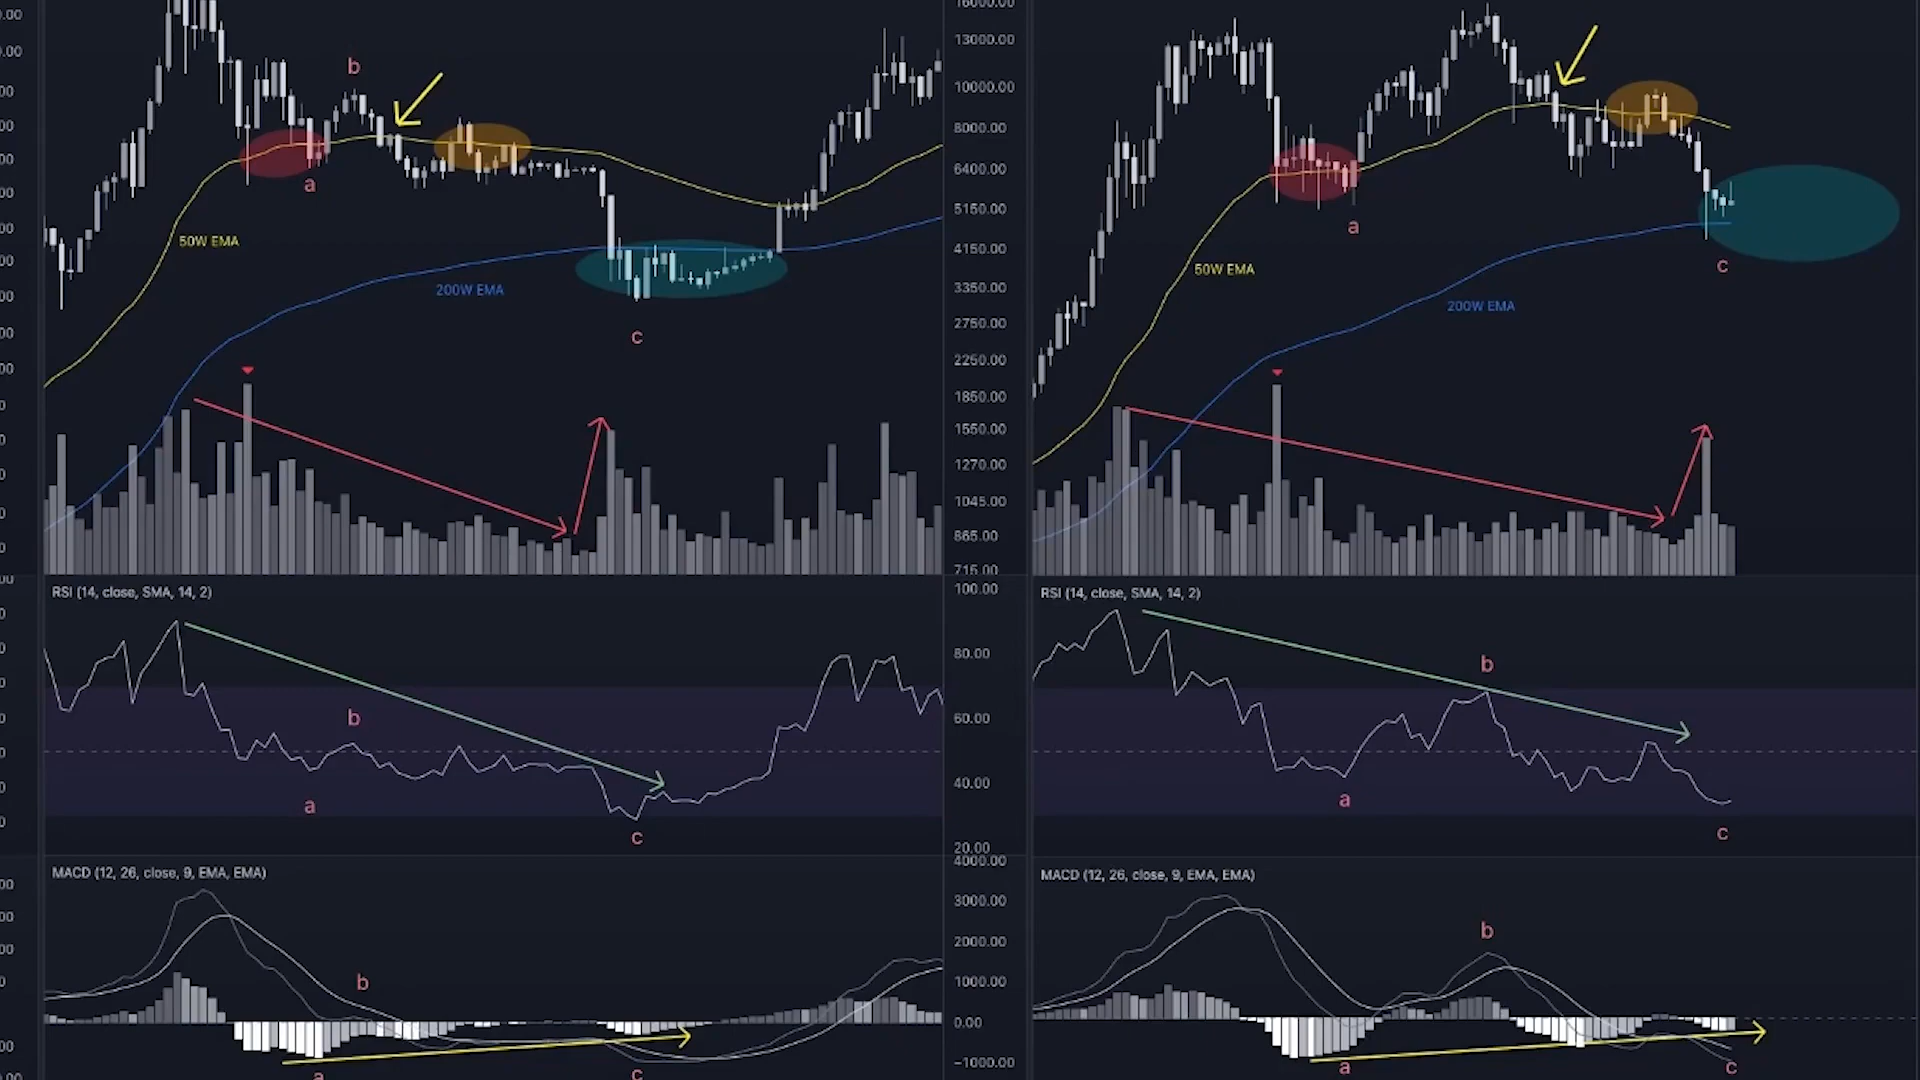 b
a
50W EMA
200W EMA
c
16000.00
13000.00
10000.00
8000.00
6400.00
5150.00
4150.00
3350.00
2750.00
2250.00
1850.00
1550.00
1270.00
1045.00
865.00
715.00
a
50W EMA
200W EMA
c
RSI (14, close, SMA, 14, 2)
b
a
c
100.00
80.00
60.00
40.00
20.00
RSI (14, close, SMA, 14, 2)
b
a
c
MACD (12, 26, close, 9, EMA, EMA)
b
a
c
4000.00
3000.00
2000.00
1000.00
0.00
−1000.00
MACD (12, 26, close, 9, EMA, EMA)
b
a
c